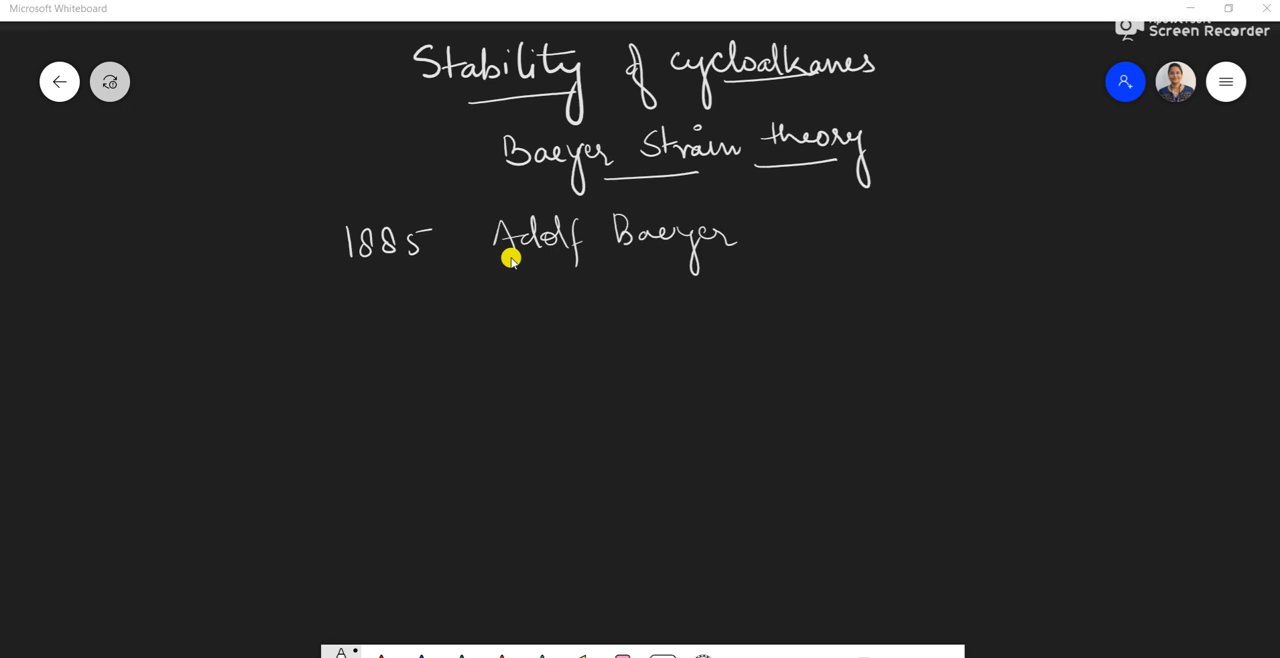 Microsoft Whiteboard
Screen Recorder
Stability of cycloalkanes
Baeyer Strain theory
1885 Adolf Baeyer
A